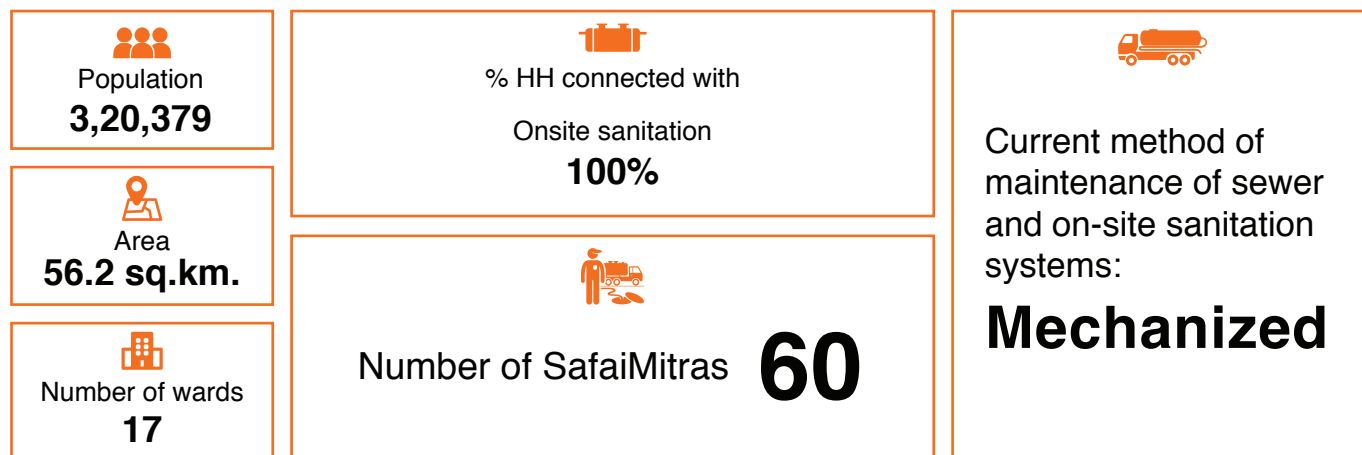 Population
3,20,379
Area
56.2 sq.km.
Number of wards
17
% HH connected with
Onsite sanitation
100%
Number of SafaiMitras 60
Current method of
maintenance of sewer
and on-site sanitation
systems:
Mechanized